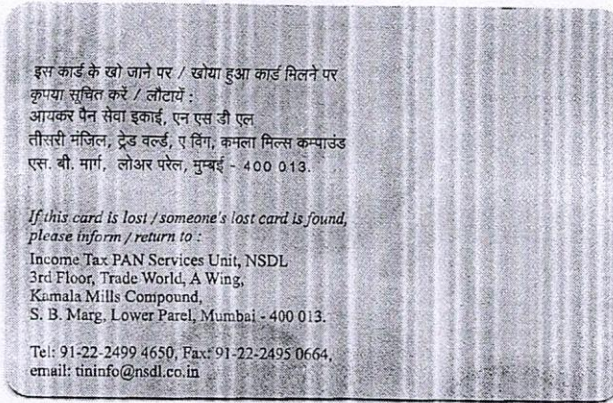 इस कार्ड के खो जाने पर / खोया हुआ कार्ड मिलने पर
कृपया सूचित करें / लौटायें :
आयकर पैन सेवा इकाई, एन एस डी एल
तीसरी मंजिल, ट्रेड वर्ल्ड, ए विंग, कमला मिल्स कम्पाउंड
एस. बी. मार्ग, लोअर परेल, मुम्बई - 400 013.
If this card is lost / someone's lost card is found,
please inform / return to :
Income Tax PAN Services Unit, NSDL
3rd Floor, Trade World, A Wing,
Kamala Mills Compound,
S. B. Marg, Lower Parel, Mumbai - 400 013.
Tel: 91-22-2499 4650, Fax: 91-22-2495 0664,
email: tininfo@nsdl.co.in